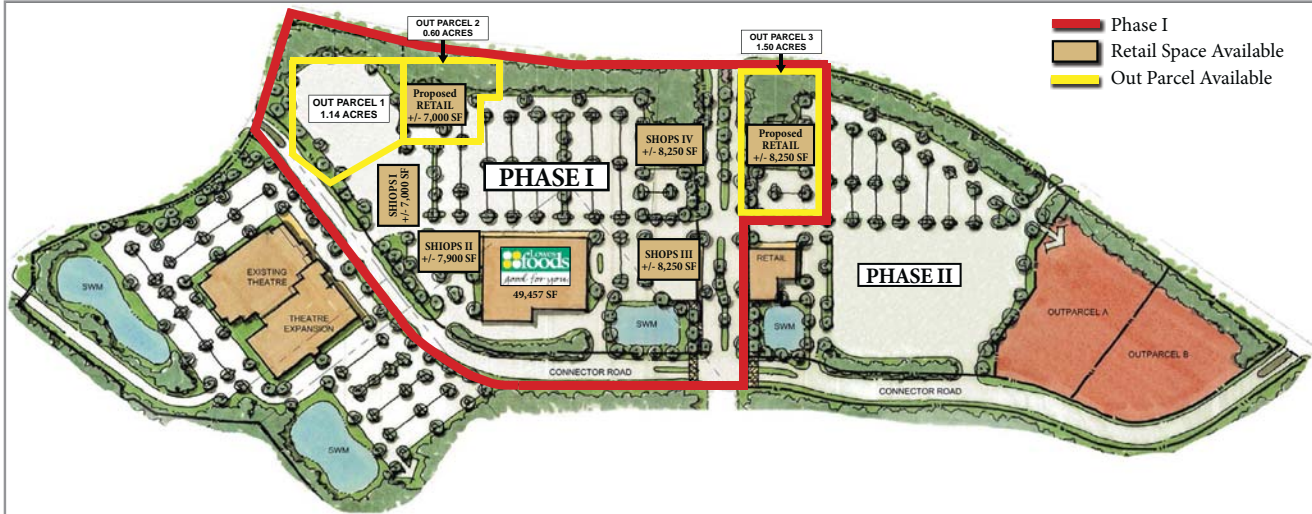 OUT PARCEL 2
0.60 ACRES
OUT PARCEL 3
1.50 ACRES
Phase I
Retail Space Available
Out Parcel Available
OUT PARCEL 1
1.14 ACRES
Proposed
RETAIL
+/- 7,000 SF
SHOPS IV
+/- 8,250 SF
Proposed
RETAIL
+/- 8,250 SF
PHASE I
SHIOPS I
+/- 7,000 SF
SHIOPS II
+/- 7,900 SF
Lowes
foods
good for you.
49,457 SF
SHOPS III
+/- 8,250 SF
RETAIL
PHASE II
EXISTING
THEATRE
THEATRE
EXPANSION
SWM
SWM
SWM
SWM
OUTPARCEL A
OUTPARCEL B
CONNECTOR ROAD
CONNECTOR ROAD